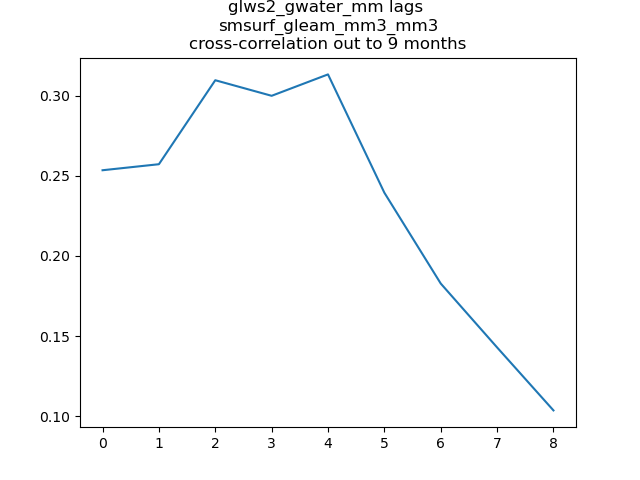 glws2_gwater_mm lags
smsurf_gleam_mm3_mm3
cross-correlation out to 9 months
0.30
0.25
0.20
0.15
0.10
0 1 2 3 4 5 6 7 8